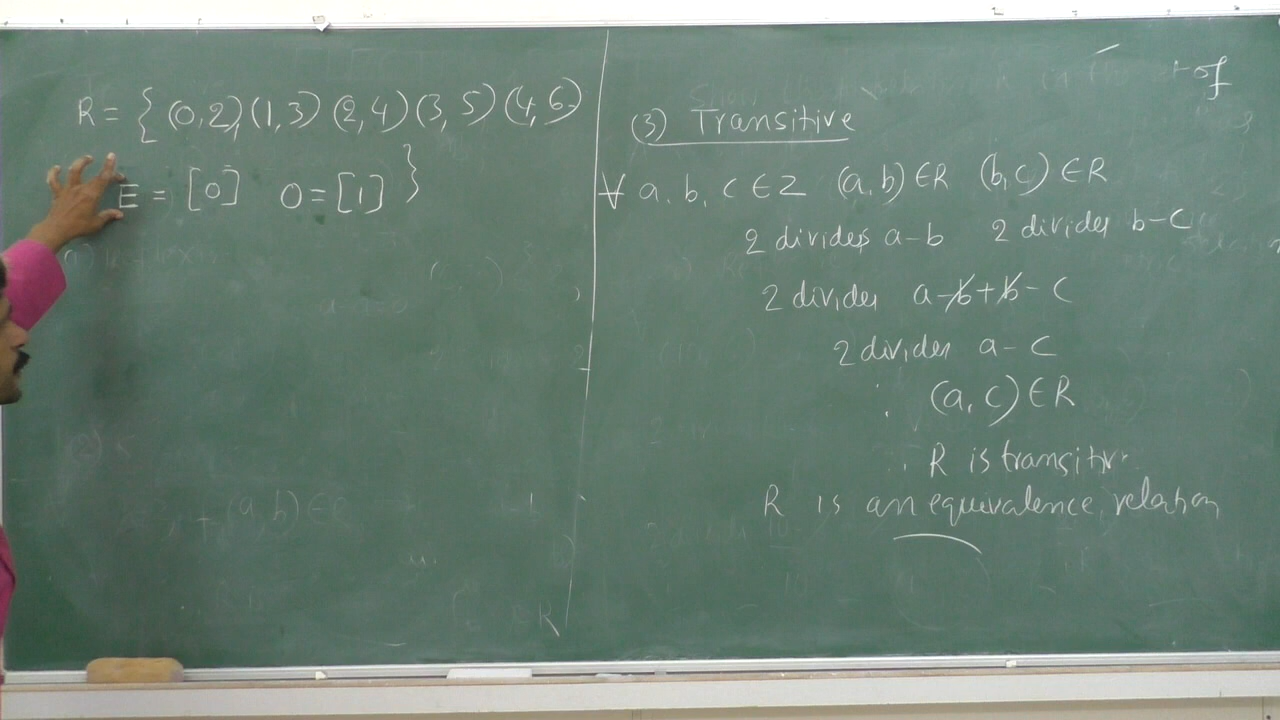 R = { (0,2), (1,3) (2,4) (3,5) (4,6)
E = [0] O = [1] }
of
(3) Transitive
∀ a, b, c ∈ Z (a,b) ∈ R (b,c) ∈ R
2 divides a-b 2 divides b-c
2 divides a-b+b-c
2 divides a-c
∴ (a,c) ∈ R
∴ R is transitive
R is an equivalence relation